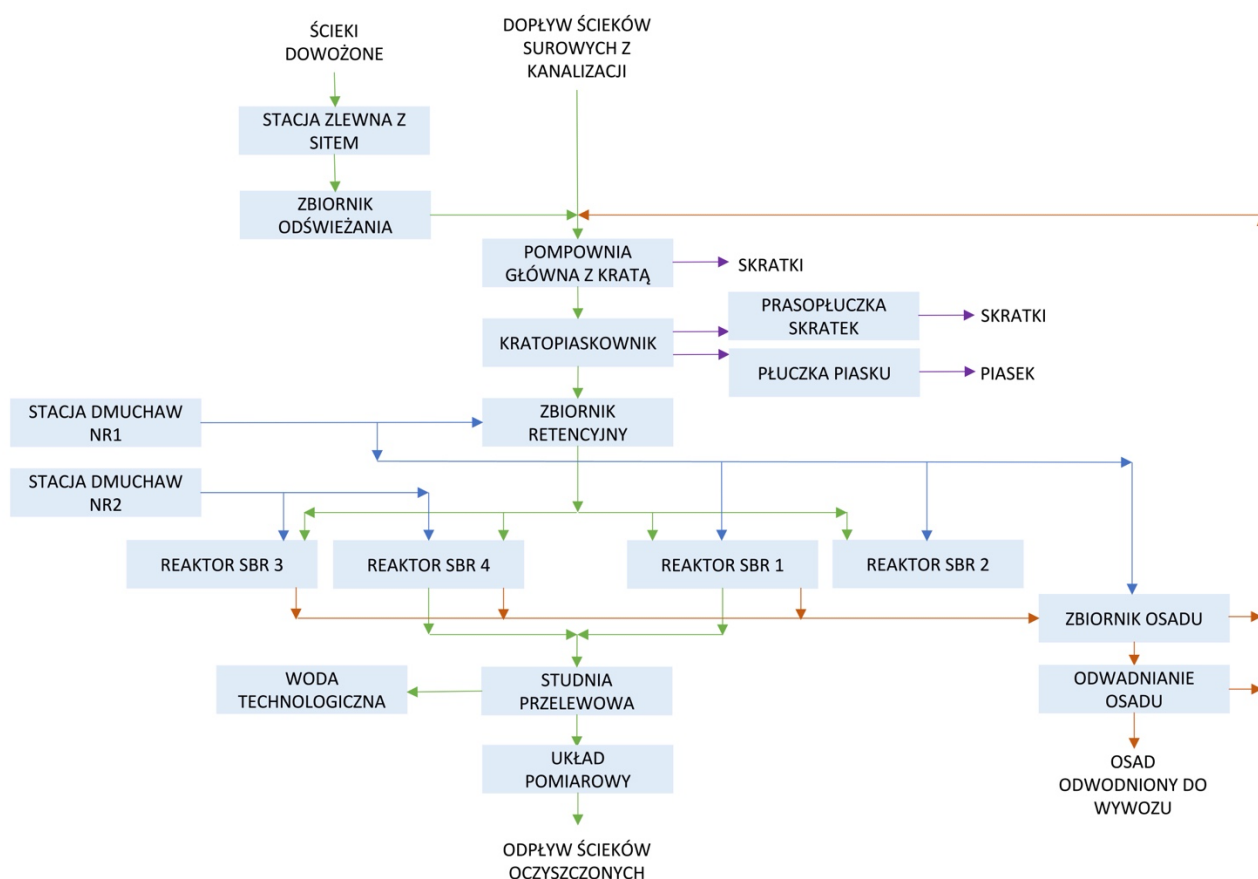 ŚCIEKI
DOWOŻONE
DOPŁYW ŚCIEKÓW
SUROWYCH Z
KANALIZACJI
STACJA ZLEWNA Z
SITEM
ZBIORNIK
ODŚWIEŻANIA
POMPOWNIA
GŁÓWNA Z KRATĄ
SKRATKI
PRASOPŁUCZKA
SKRATEK
SKRATKI
KRATOPIASKOWNIK
PŁUCZKA PIASKU
PIASEK
STACJA DMUCHAW
NR1
ZBIORNIK
RETENCYJNY
STACJA DMUCHAW
NR2
REAKTOR SBR 3
REAKTOR SBR 4
REAKTOR SBR 1
REAKTOR SBR 2
ZBIORNIK OSADU
WODA
TECHNOLOGICZNA
STUDNIA
PRZELEWOWA
ODWADNIANIE
OSADU
UKŁAD
POMIAROWY
OSAD
ODWODNIONY DO
WYWOZU
ODPŁYW ŚCIEKÓW
OCZYSZCZONYCH